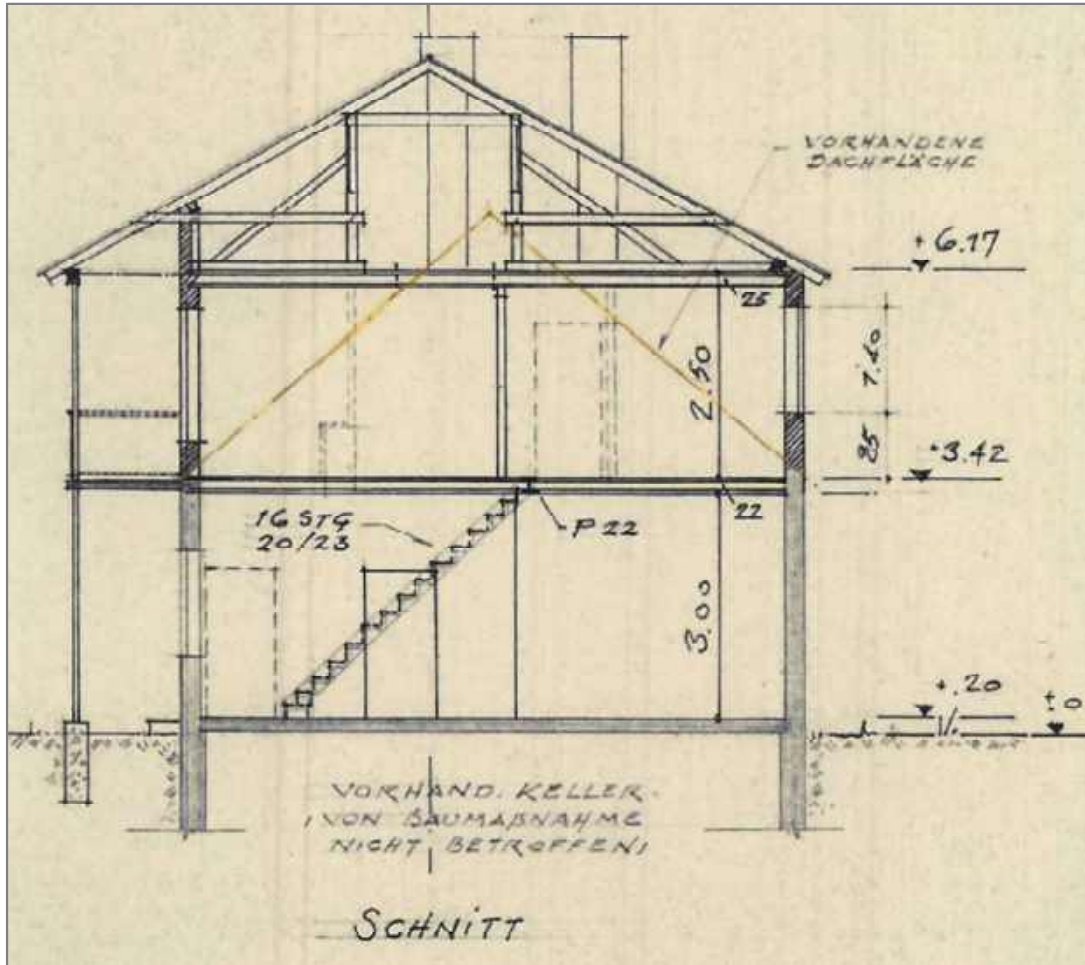 VORHANDENE
DACHFLÄCHE
+6.17
25
2.50
1.40
85
+3.42
22
16 STG
20/23
P 22
3.00
+.20
±0
VORHAND. KELLER
VON BAUMAßNAHME
NICHT BETROFFEN
SCHNITT